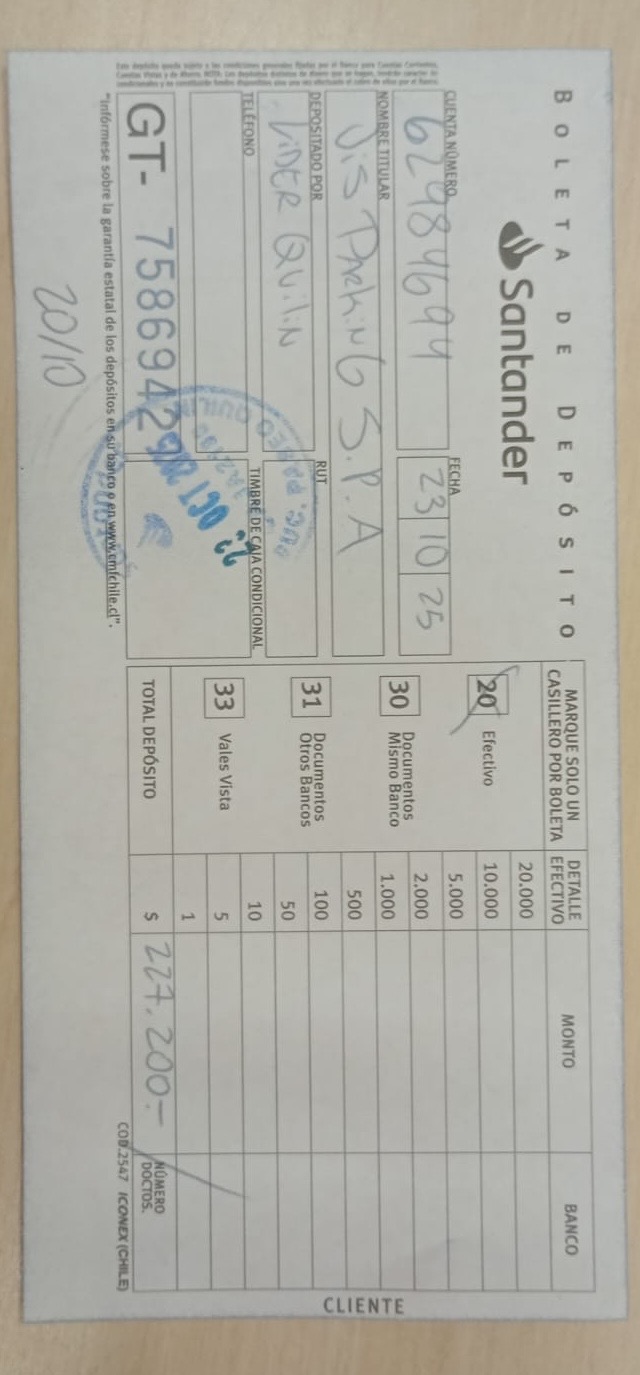 BOLETA DE DEPÓSITO
Santander
CUENTA NÚMERO
62984694
FECHA
23 10 25
NOMBRE TITULAR
Jis Parking S.P.A
DEPOSITADO POR
Lider Quilin
RUT
TELÉFONO
TIMBRE DE CAJA CONDICIONAL
GT- 7586942
"Infórmese sobre la garantía estatal de los depósitos en su banco o en www.cmfchile.cl".
20/10
MARQUE SOLO UN
CASILLERO POR BOLETA
DETALLE
EFECTIVO
MONTO
BANCO
20 Efectivo
30 Documentos
Mismo Banco
31 Documentos
Otros Bancos
33 Vales Vista
20.000
10.000
5.000
2.000
1.000
500
100
50
10
5
1
TOTAL DEPÓSITO
$ 227.200.-
NÚMERO
DOCTOS.
COD.2547 ICONEX (CHILE)
CLIENTE